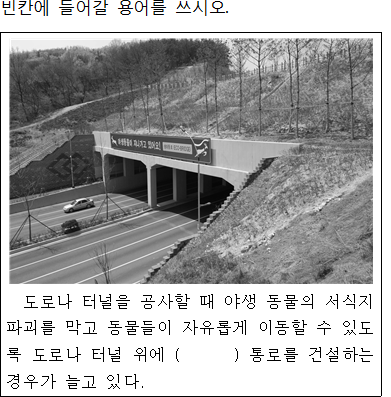 빈칸에 들어갈 용어를 쓰시오.
도로나 터널을 공사할 때 야생 동물의 서식지
파괴를 막고 동물들이 자유롭게 이동할 수 있도
록 도로나 터널 위에 (      ) 통로를 건설하는
경우가 늘고 있다.